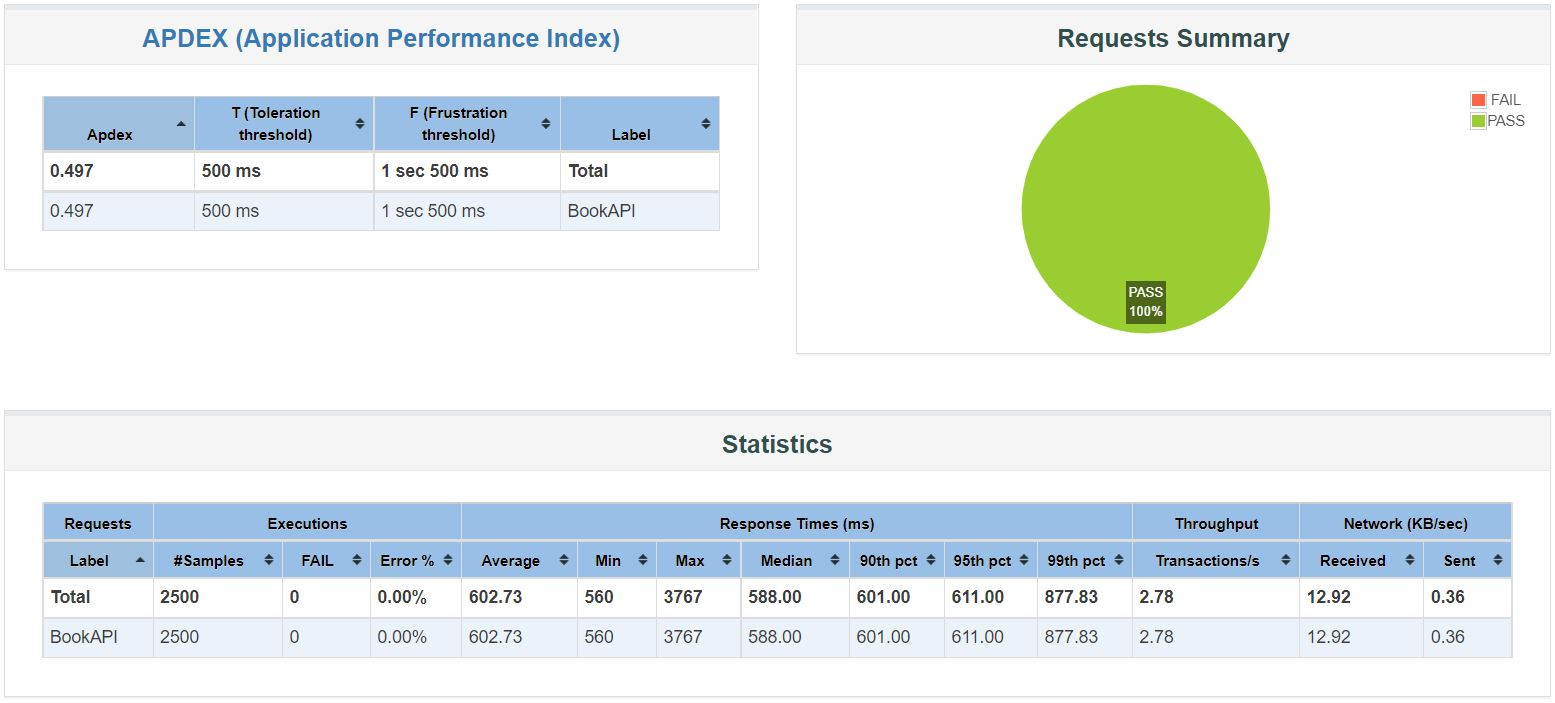 APDEX (Application Performance Index)
Apdex T (Toleration threshold) F (Frustration threshold) Label
0.497 500 ms 1 sec 500 ms Total
0.497 500 ms 1 sec 500 ms BookAPI
Requests Summary
FAIL
PASS
PASS
100%
Statistics
Requests Executions Response Times (ms) Throughput Network (KB/sec)
Label #Samples FAIL Error % Average Min Max Median 90th pct 95th pct 99th pct Transactions/s Received Sent
Total 2500 0 0.00% 602.73 560 3767 588.00 601.00 611.00 877.83 2.78 12.92 0.36
BookAPI 2500 0 0.00% 602.73 560 3767 588.00 601.00 611.00 877.83 2.78 12.92 0.36